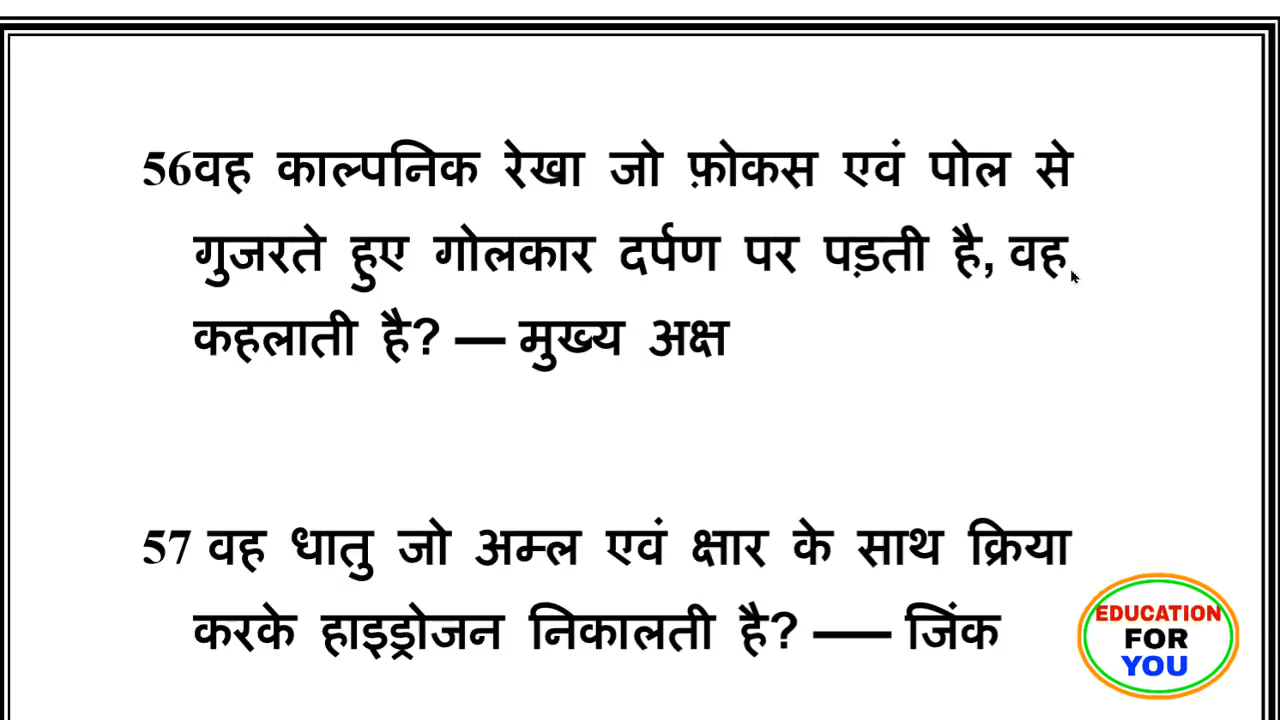 56वह काल्पनिक रेखा जो फ़ोकस एवं पोल से
गुजरते हुए गोलकार दर्पण पर पड़ती है, वह
कहलाती है? — मुख्य अक्ष
57 वह धातु जो अम्ल एवं क्षार के साथ क्रिया
करके हाइड्रोजन निकालती है? —– जिंक
EDUCATION
FOR
YOU